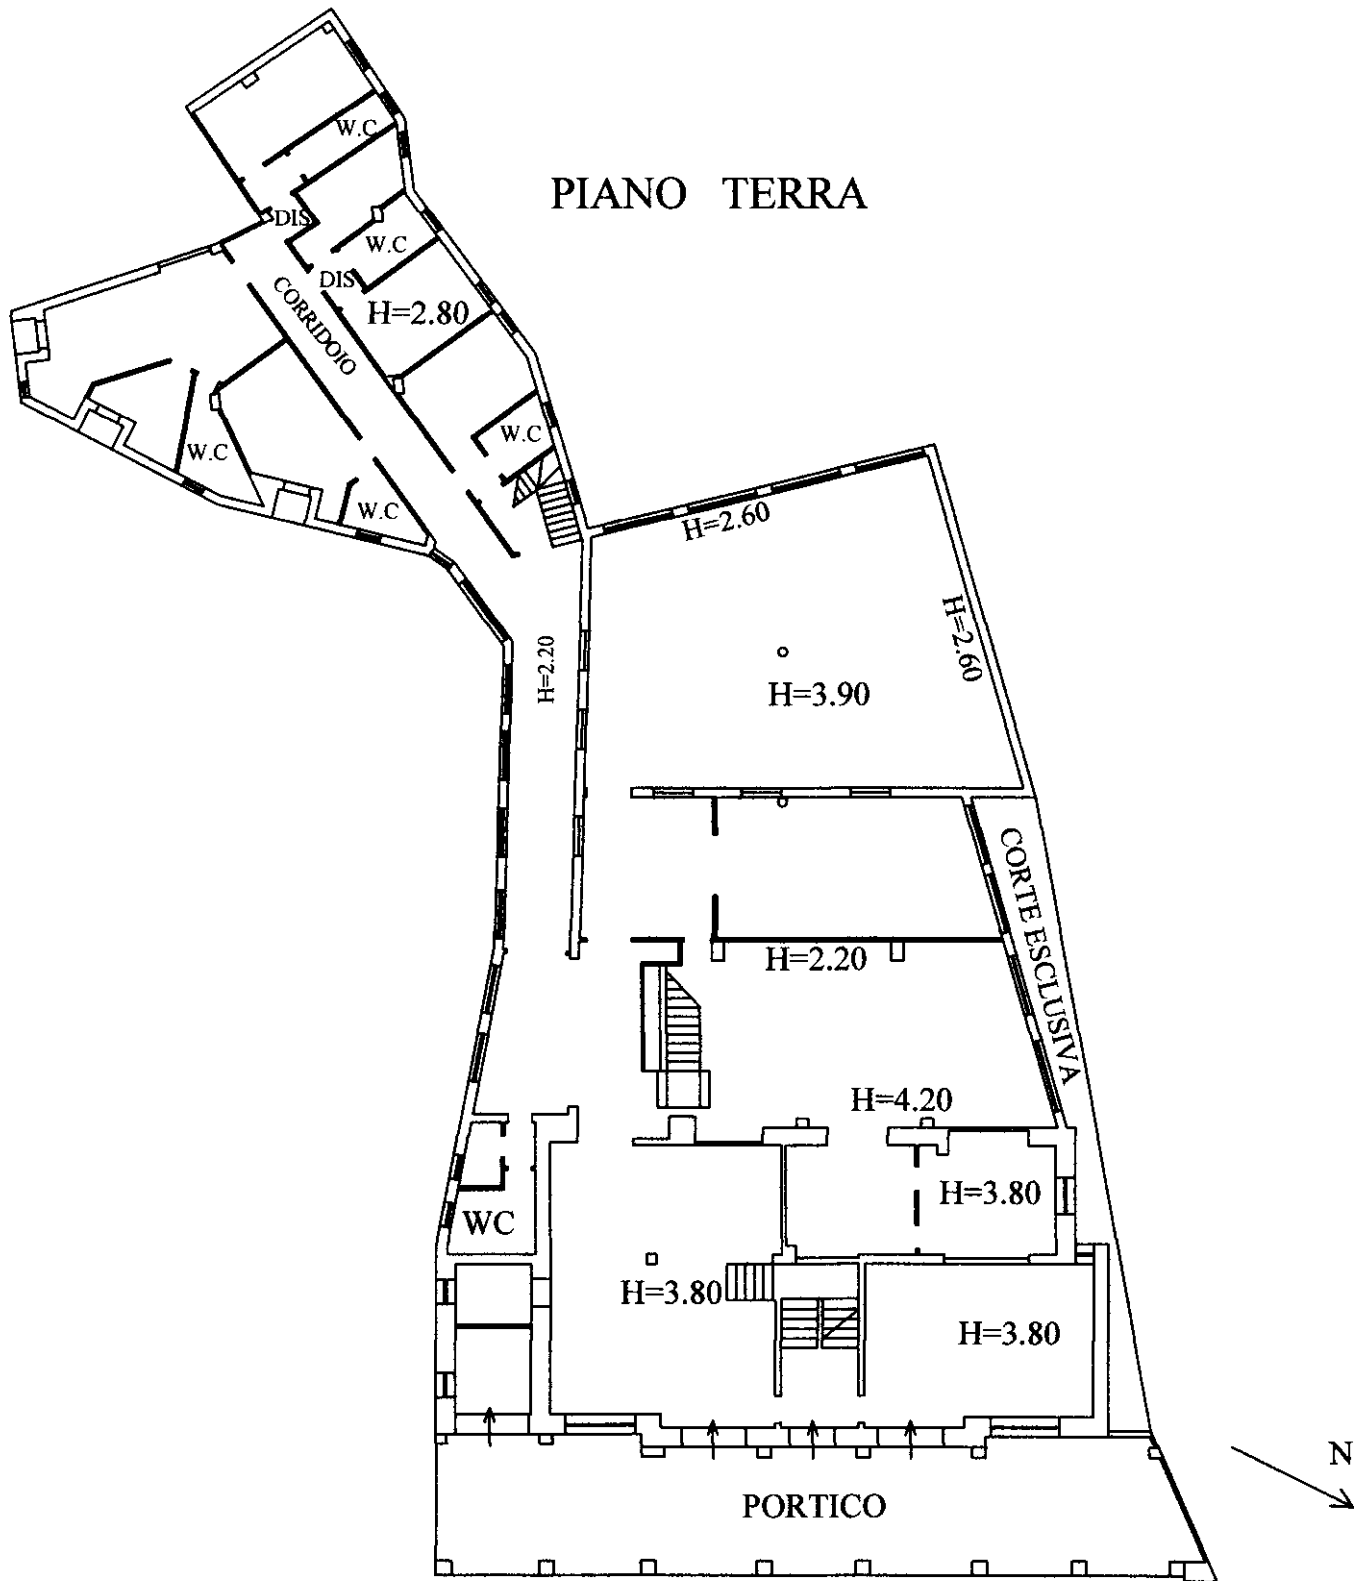 W.C
PIANO TERRA
DIS
W.C
DIS
CORRIDOIO
H=2.80
W.C
W.C
W.C
H=2.60
H=2.60
H=2.20
H=3.90
CORTE ESCLUSIVA
H=2.20
H=4.20
H=3.80
WC
H=3.80
H=3.80
N
PORTICO